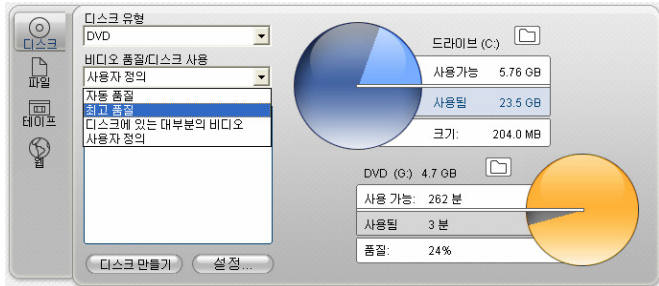 디스크
파일
테이프
웹
디스크 유형
DVD
비디오 품질/디스크 사용
사용자 정의
자동 품질
최고 품질
디스크에 있는 대부분의 비디오
사용자 정의
디스크 만들기
설정...
드라이브 (C:)
사용가능 5.76 GB
사용됨 23.5 GB
크기: 204.0 MB
DVD (G:) 4.7 GB
사용 가능: 262 분
사용됨 3 분
품질: 24%